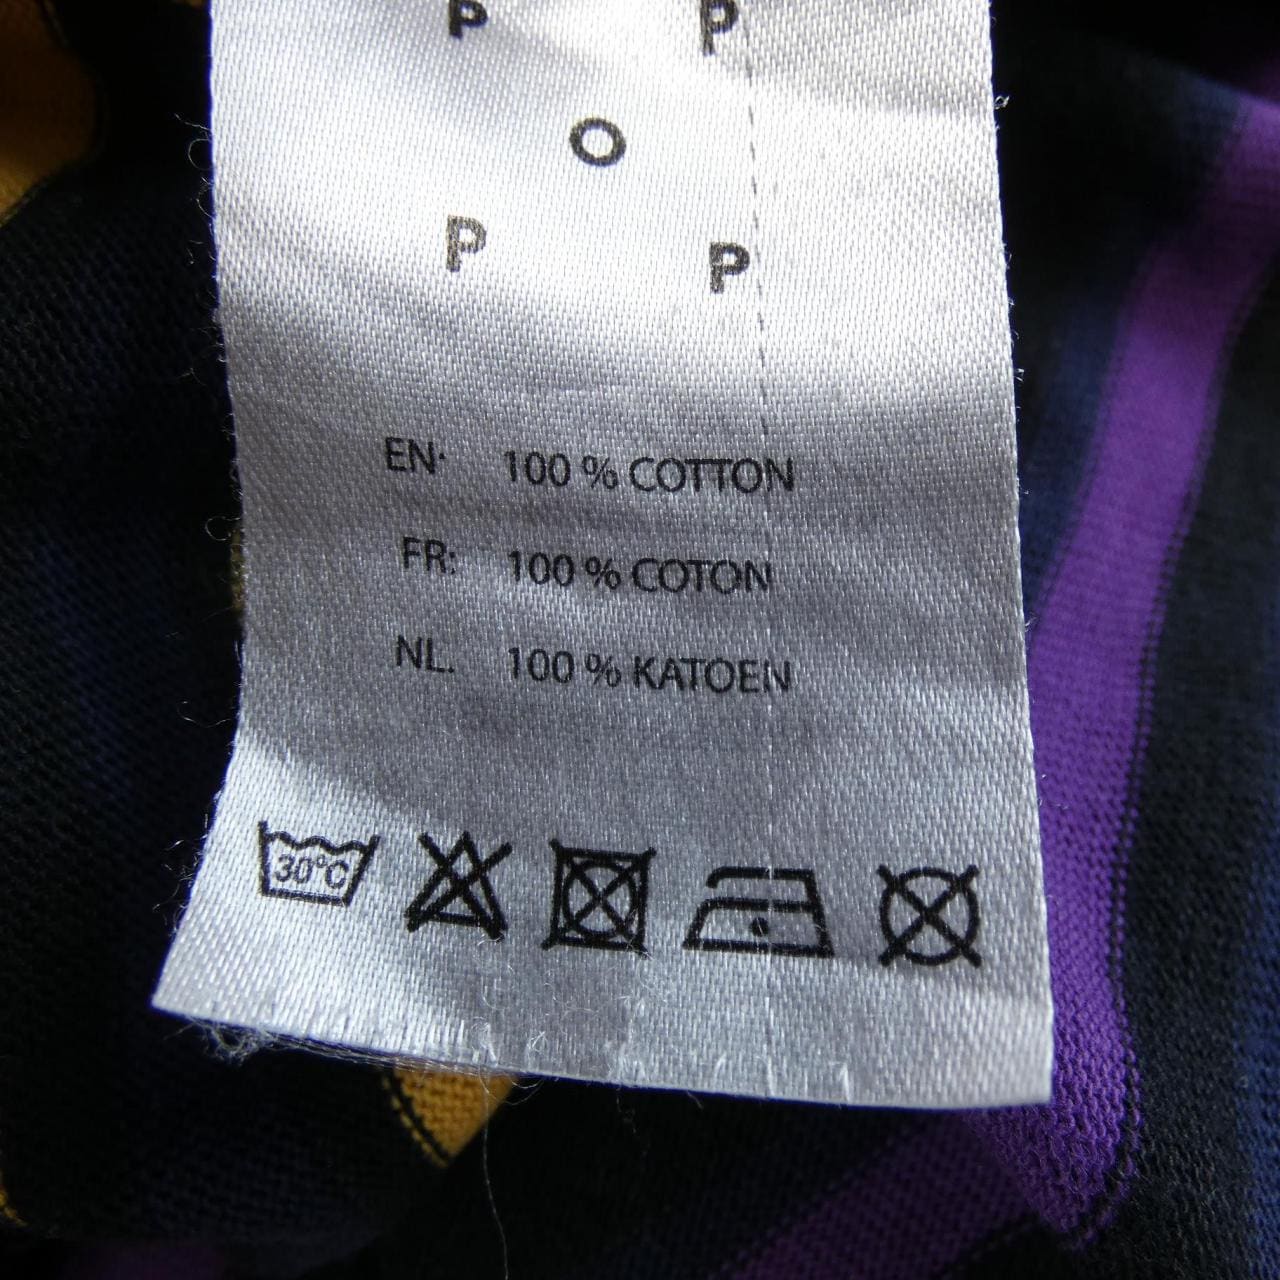 P P
O
P P
EN: 100 % COTTON
FR: 100 % COTON
NL. 100 % KATOEN
30°C